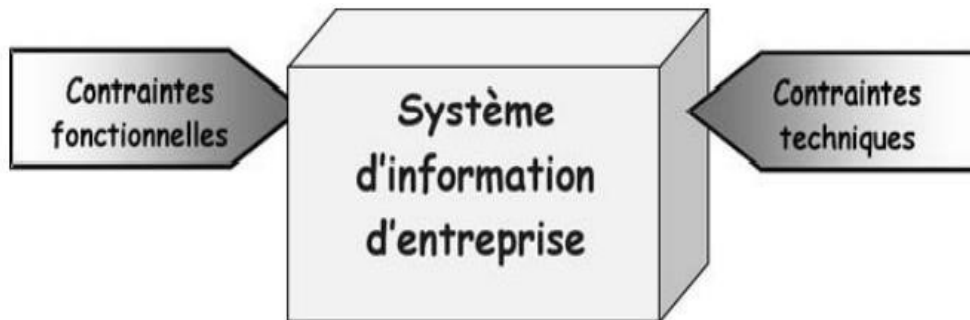 Contraintes
fonctionnelles
Système
d'information
d'entreprise
Contraintes
techniques